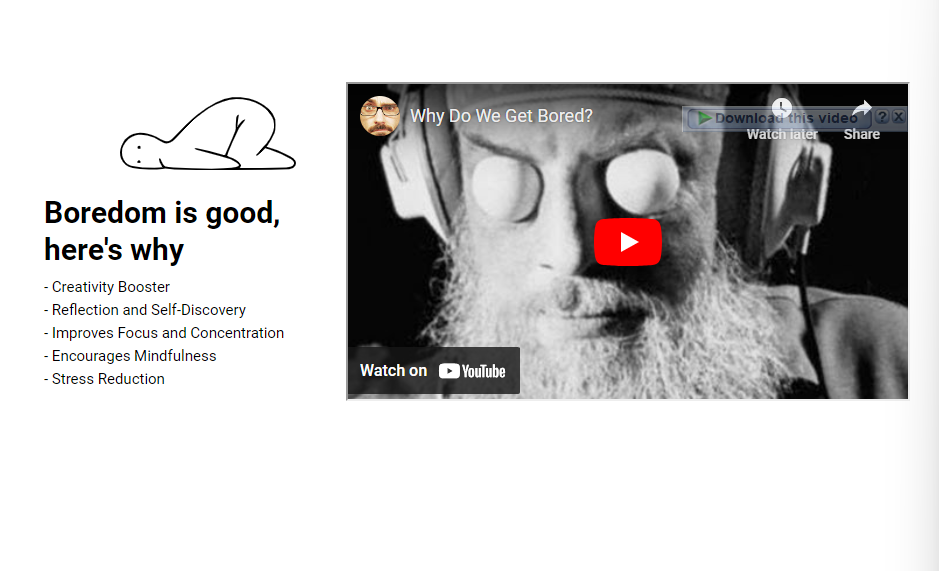 Boredom is good,
here's why
- Creativity Booster
- Reflection and Self-Discovery
- Improves Focus and Concentration
- Encourages Mindfulness
- Stress Reduction
Why Do We Get Bored?
Download this video ? X
Watch later
Share
Watch on YouTube